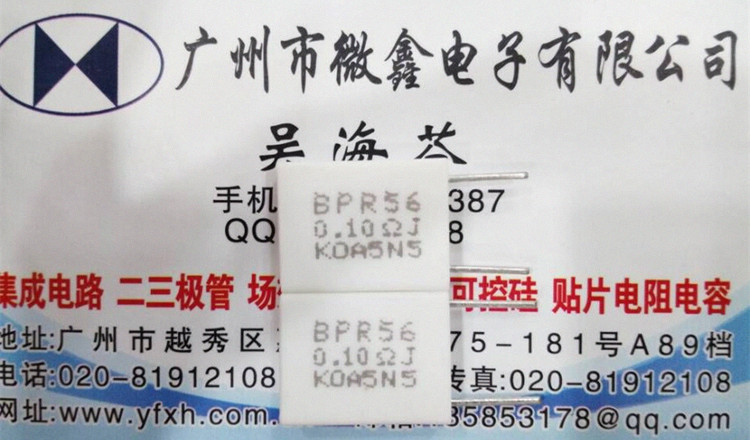 广州市微鑫电子有限公司
吴海芬
手机 387
QQ 8
BPR56
0.10ΩJ
KOA5N5
集成电路 二三极管 场 可控硅 贴片电阻电容
BPR56
0.10ΩJ
KOA5N5
地址:广州市越秀区 75-181号A89档
电话:020-81912108 传真:020-81912108
网址:www.yfxh.com 85853178@qq.com